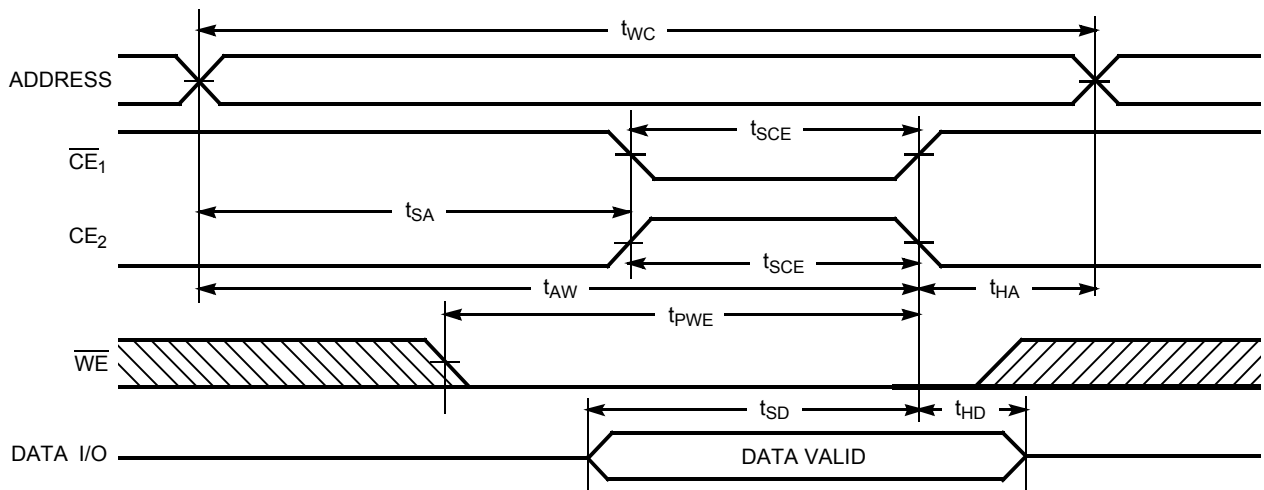 tWC
ADDRESS
tSCE
CE1
tSA
CE2
tSCE
tAW
tHA
tPWE
WE
tSD
tHD
DATA I/O
DATA VALID